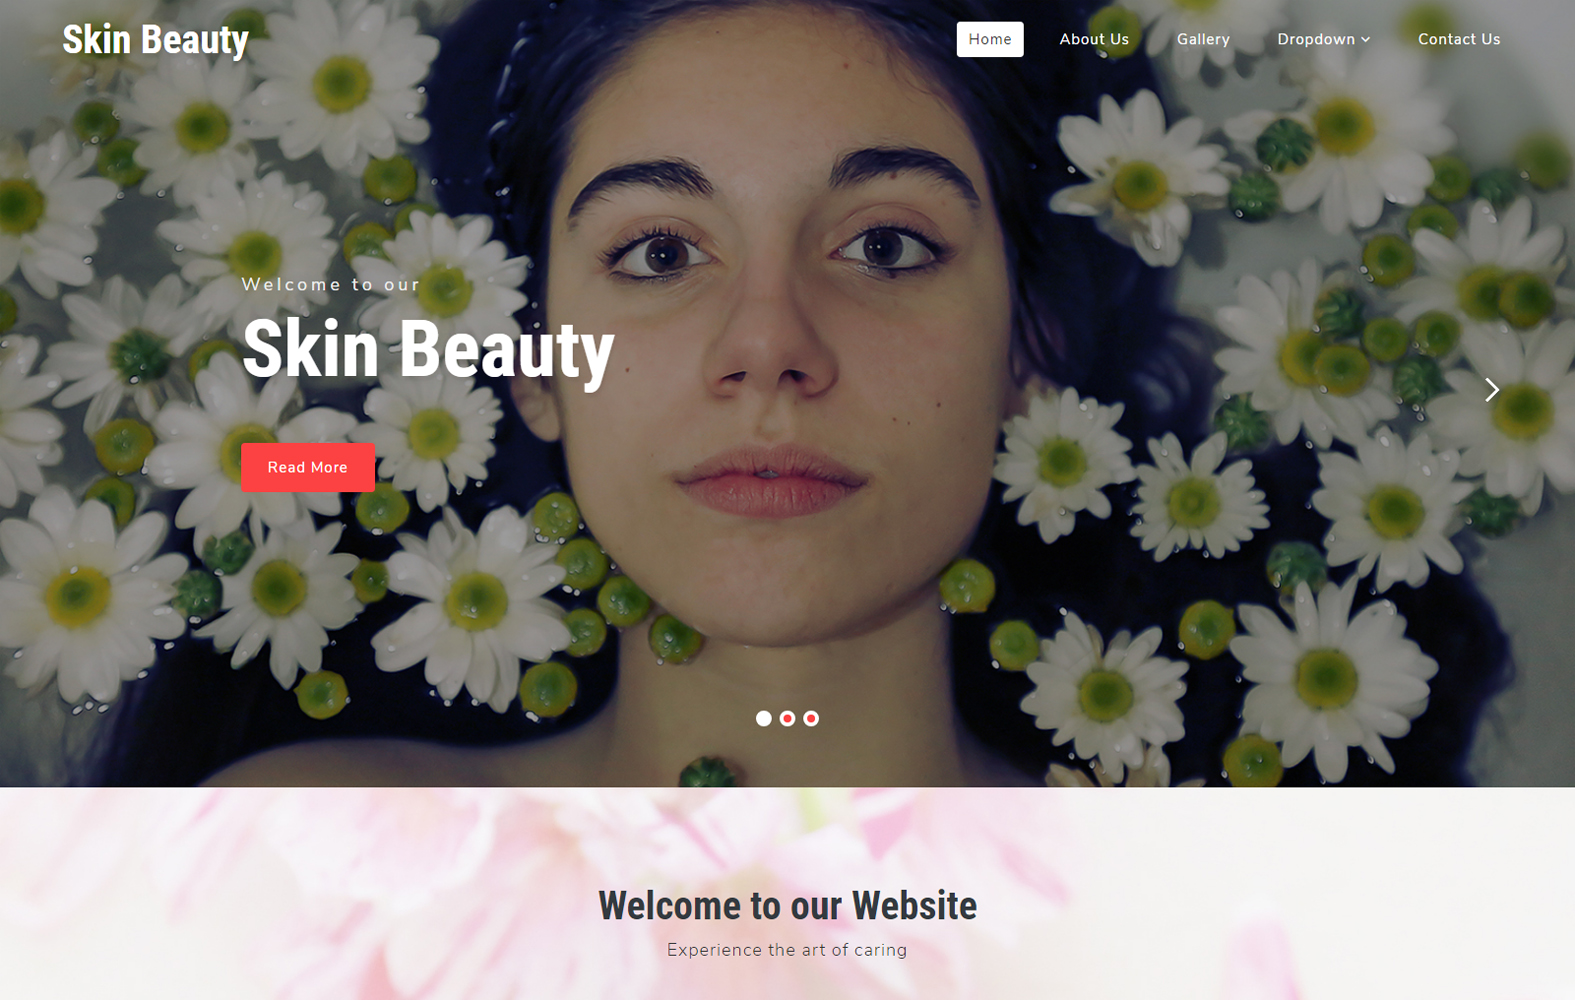 Skin Beauty
Home About Us Gallery Dropdown Contact Us
Welcome to our
Skin Beauty
Read More
Welcome to our Website
Experience the art of caring